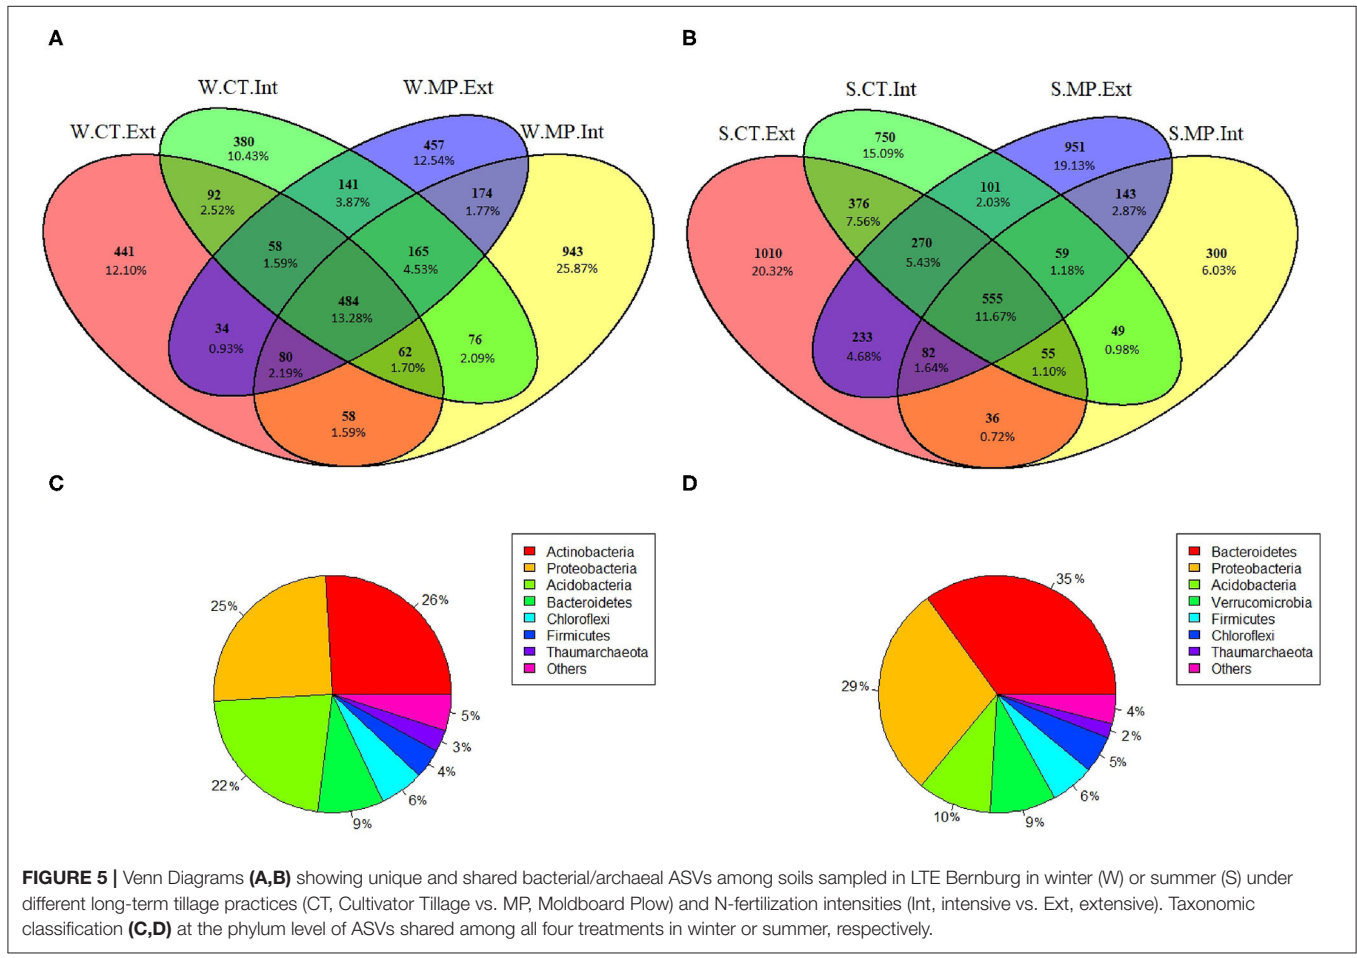 A
B
W.CT.Int
W.MP.Ext
W.CT.Ext
W.MP.Int
380
10.43%
457
12.54%
92
2.52%
141
3.87%
174
1.77%
441
12.10%
58
1.59%
165
4.53%
943
25.87%
484
13.28%
34
0.93%
80
2.19%
62
1.70%
76
2.09%
58
1.59%
S.CT.Int
S.MP.Ext
S.CT.Ext
S.MP.Int
750
15.09%
951
19.13%
376
7.56%
101
2.03%
143
2.87%
1010
20.32%
270
5.43%
59
1.18%
300
6.03%
555
11.67%
233
4.68%
82
1.64%
55
1.10%
49
0.98%
36
0.72%
C
D
Actinobacteria
Proteobacteria
Acidobacteria
Bacteroidetes
Chloroflexi
Firmicutes
Thaumarchaeota
Others
26%
25%
22%
9%
6%
4%
3%
5%
Bacteroidetes
Proteobacteria
Acidobacteria
Verrucomicrobia
Firmicutes
Chloroflexi
Thaumarchaeota
Others
35%
29%
10%
9%
6%
5%
2%
4%
FIGURE 5 | Venn Diagrams (A,B) showing unique and shared bacterial/archaeal ASVs among soils sampled in LTE Bernburg in winter (W) or summer (S) under
different long-term tillage practices (CT, Cultivator Tillage vs. MP, Moldboard Plow) and N-fertilization intensities (Int, intensive vs. Ext, extensive). Taxonomic
classification (C,D) at the phylum level of ASVs shared among all four treatments in winter or summer, respectively.